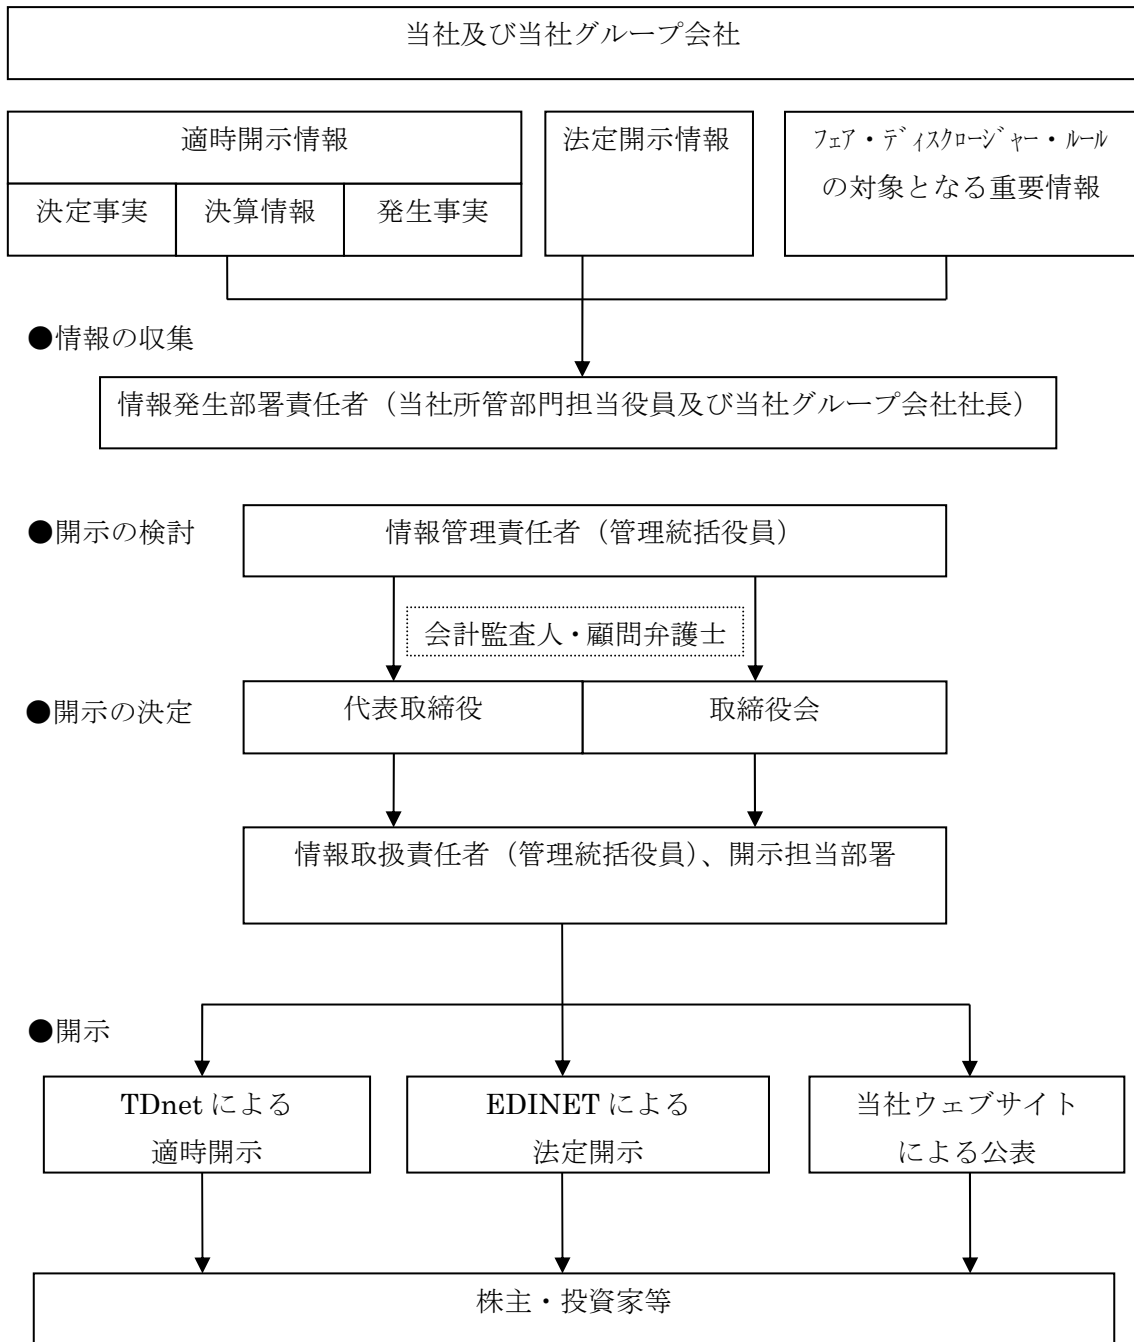 当社及び当社グループ会社
適時開示情報
決定事実
決算情報
発生事実
法定開示情報
フェア・ディスクロージャー・ルール
の対象となる重要情報
●情報の収集
情報発生部署責任者（当社所管部門担当役員及び当社グループ会社社長）
●開示の検討
情報管理責任者（管理統括役員）
会計監査人・顧問弁護士
●開示の決定
代表取締役
取締役会
情報取扱責任者（管理統括役員）、開示担当部署
●開示
TDnet による
適時開示
EDINET による
法定開示
当社ウェブサイト
による公表
株主・投資家等